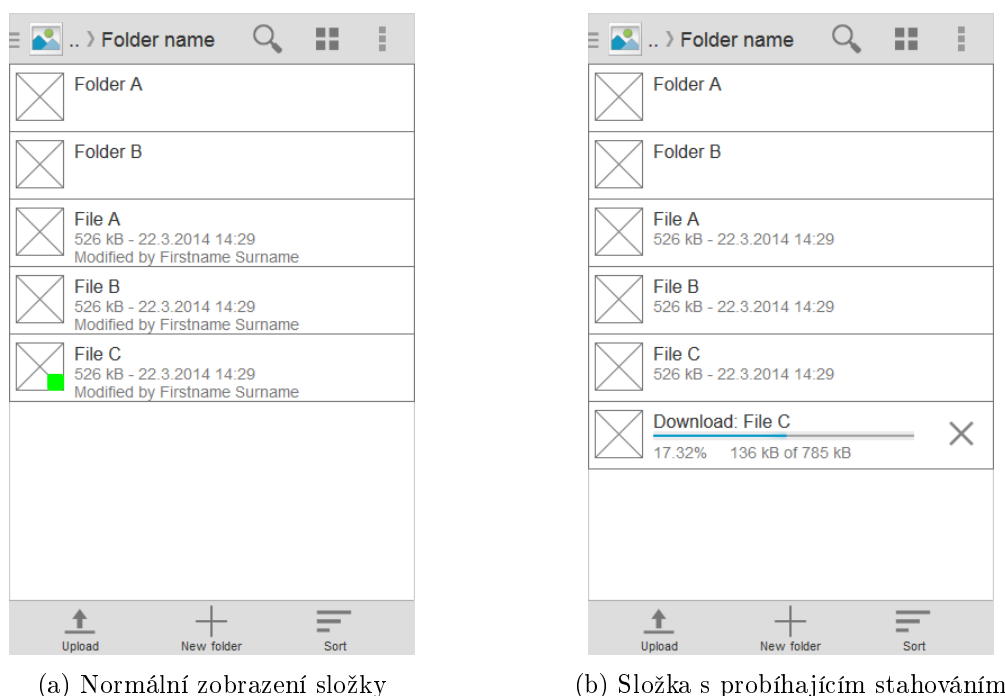 .. 〉 Folder name
Folder A
Folder B
File A
526 kB - 22.3.2014 14:29
Modified by Firstname Surname
File B
526 kB - 22.3.2014 14:29
Modified by Firstname Surname
File C
526 kB - 22.3.2014 14:29
Modified by Firstname Surname
Upload New folder Sort
(a) Normální zobrazení složky
.. 〉 Folder name
Folder A
Folder B
File A
526 kB - 22.3.2014 14:29
File B
526 kB - 22.3.2014 14:29
File C
526 kB - 22.3.2014 14:29
Download: File C
17.32% 136 kB of 785 kB
Upload New folder Sort
(b) Složka s probíhajícím stahováním